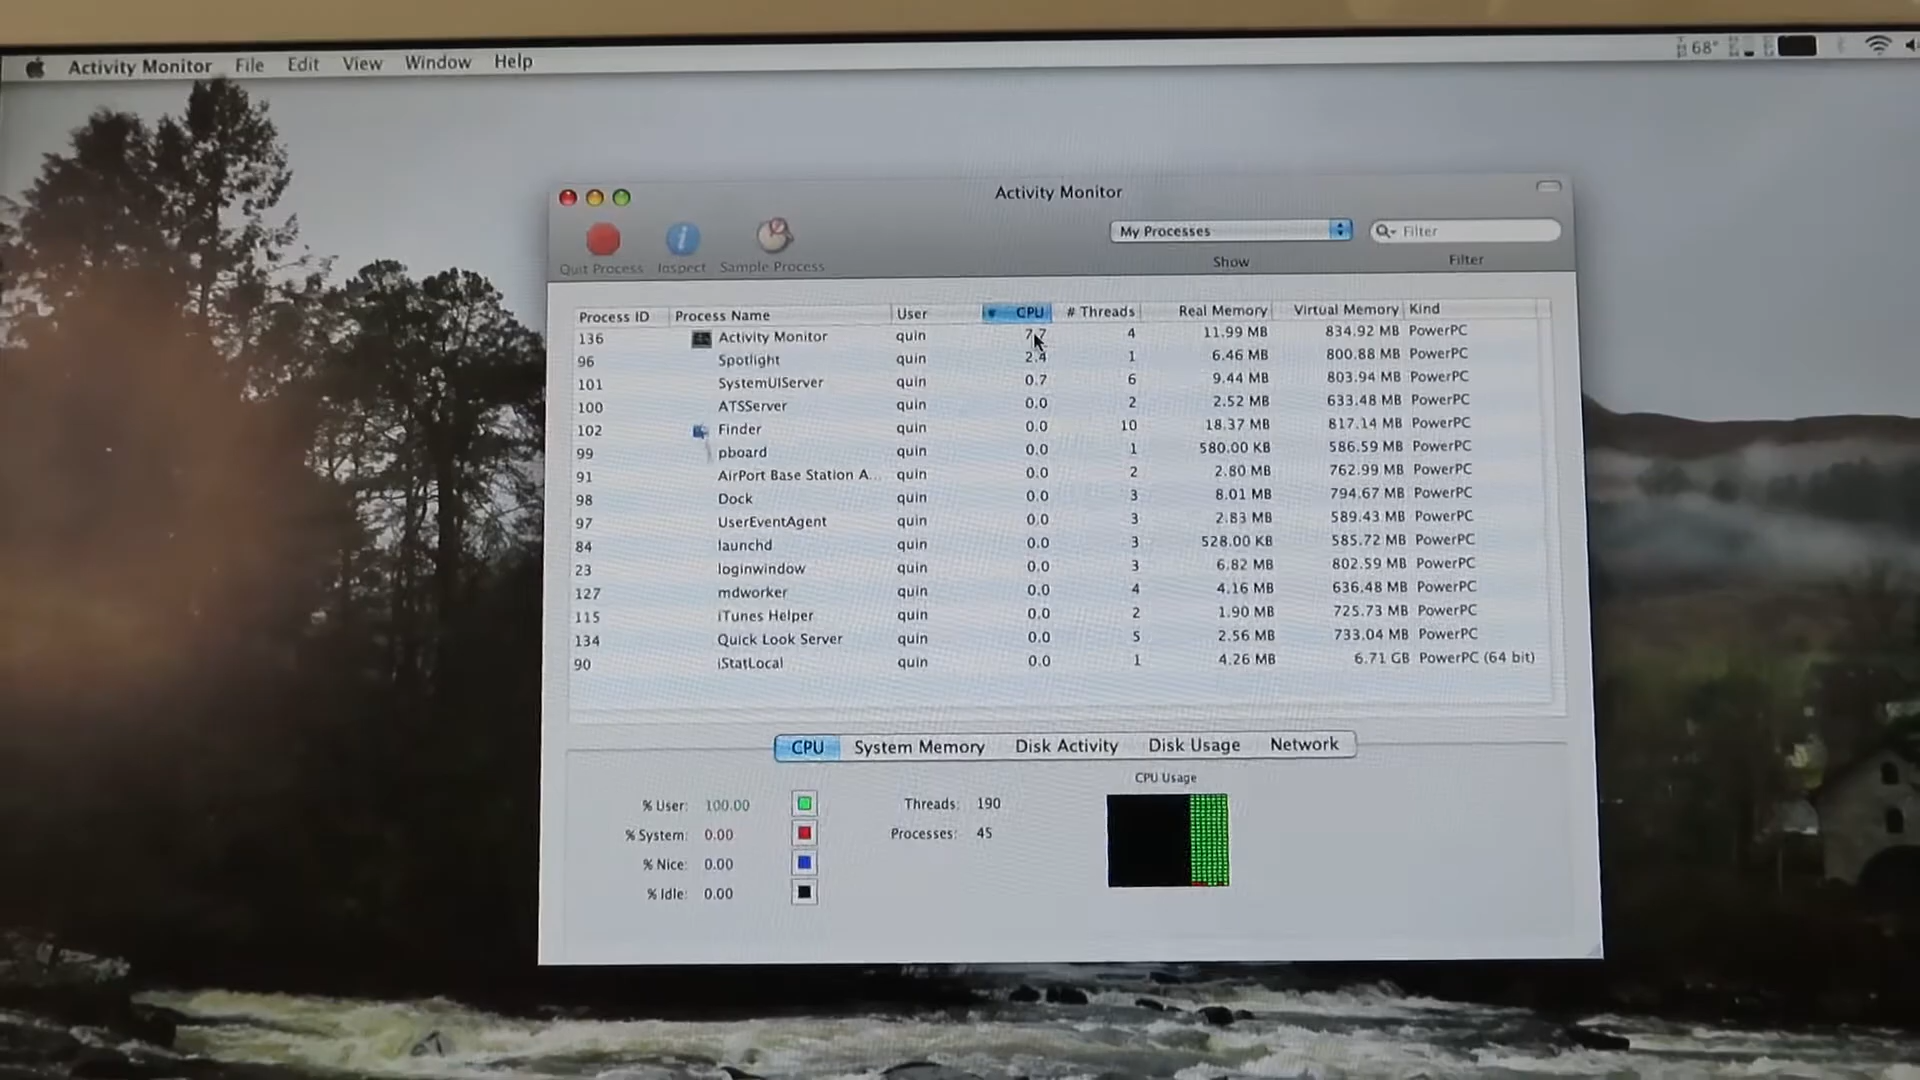 Activity Monitor File Edit View Window Help 68°
Activity Monitor
My Processes Filter
Quit Process Inspect Sample Process Show Filter
Process ID Process Name User CPU # Threads Real Memory Virtual Memory Kind
136 Activity Monitor quin 7.7 4 11.99 MB 834.92 MB PowerPC
96 Spotlight quin 2.4 1 6.46 MB 800.88 MB PowerPC
101 SystemUIServer quin 0.7 6 9.44 MB 803.94 MB PowerPC
100 ATSServer quin 0.0 2 2.52 MB 633.48 MB PowerPC
102 Finder quin 0.0 10 18.37 MB 817.14 MB PowerPC
99 pboard quin 0.0 1 580.00 KB 586.59 MB PowerPC
91 AirPort Base Station A... quin 0.0 2 2.80 MB 762.99 MB PowerPC
98 Dock quin 0.0 3 8.01 MB 794.67 MB PowerPC
97 UserEventAgent quin 0.0 3 2.83 MB 589.43 MB PowerPC
84 launchd quin 0.0 3 528.00 KB 585.72 MB PowerPC
23 loginwindow quin 0.0 3 6.82 MB 802.59 MB PowerPC
127 mdworker quin 0.0 4 4.16 MB 636.48 MB PowerPC
115 iTunes Helper quin 0.0 2 1.90 MB 725.73 MB PowerPC
134 Quick Look Server quin 0.0 5 2.56 MB 733.04 MB PowerPC
90 iStatLocal quin 0.0 1 4.26 MB 6.71 GB PowerPC (64 bit)
CPU System Memory Disk Activity Disk Usage Network
CPU Usage
% User: 100.00 Threads: 190
% System: 0.00 Processes: 45
% Nice: 0.00
% Idle: 0.00